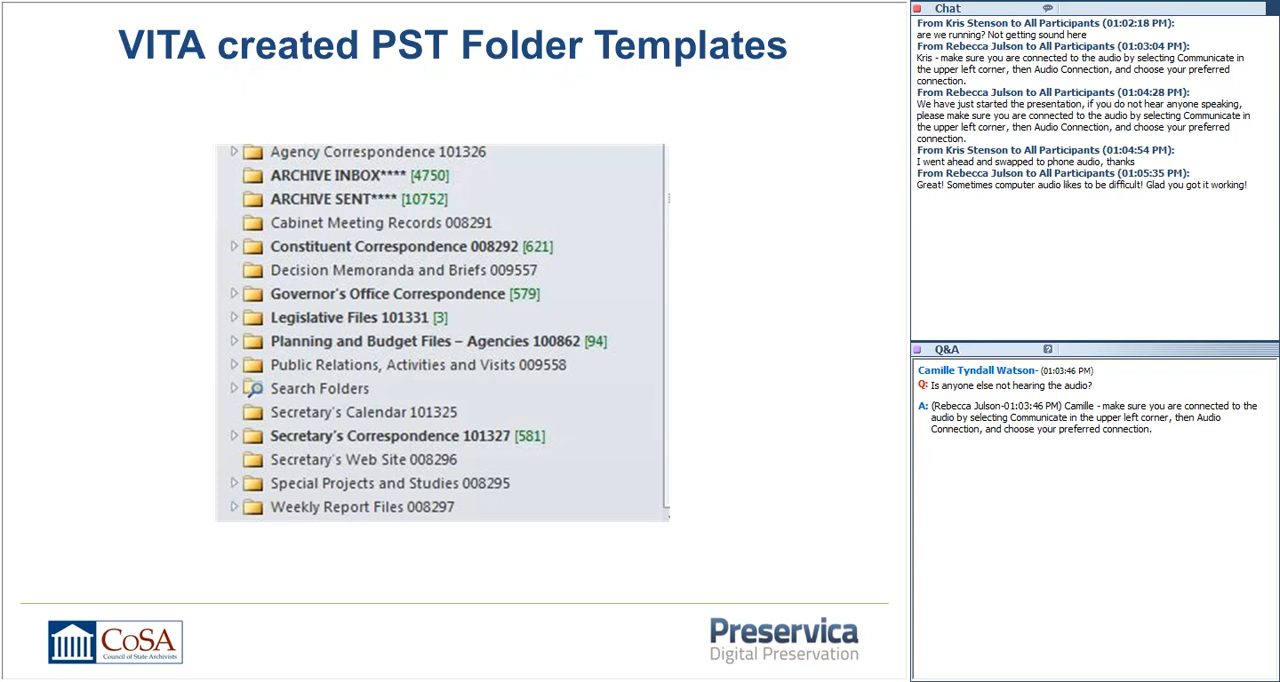 VITA created PST Folder Templates
Agency Correspondence 101326
ARCHIVE INBOX**** [4750]
ARCHIVE SENT**** [10752]
Cabinet Meeting Records 008291
Constituent Correspondence 008292 [621]
Decision Memoranda and Briefs 009557
Governor's Office Correspondence [579]
Legislative Files 101331 [3]
Planning and Budget Files – Agencies 100862 [94]
Public Relations, Activities and Visits 009558
Search Folders
Secretary's Calendar 101325
Secretary's Correspondence 101327 [581]
Secretary's Web Site 008296
Special Projects and Studies 008295
Weekly Report Files 008297
CoSA
Council of State Archivists
Preservica
Digital Preservation
Chat
From Kris Stenson to All Participants (01:02:18 PM):
are we running? Not getting sound here
From Rebecca Julson to All Participants (01:03:04 PM):
Kris - make sure you are connected to the audio by selecting Communicate in
the upper left corner, then Audio Connection, and choose your preferred
connection.
From Rebecca Julson to All Participants (01:04:28 PM):
We have just started the presentation, if you do not hear anyone speaking,
please make sure you are connected to the audio by selecting Communicate in
the upper left corner, then Audio Connection, and choose your preferred
connection.
From Kris Stenson to All Participants (01:04:54 PM):
I went ahead and swapped to phone audio, thanks
From Rebecca Julson to All Participants (01:05:35 PM):
Great! Sometimes computer audio likes to be difficult! Glad you got it working!
Q&A
Camille Tyndall Watson- (01:03:46 PM)
Q: Is anyone else not hearing the audio?
A: (Rebecca Julson-01:03:46 PM) Camille - make sure you are connected to the
audio by selecting Communicate in the upper left corner, then Audio
Connection, and choose your preferred connection.